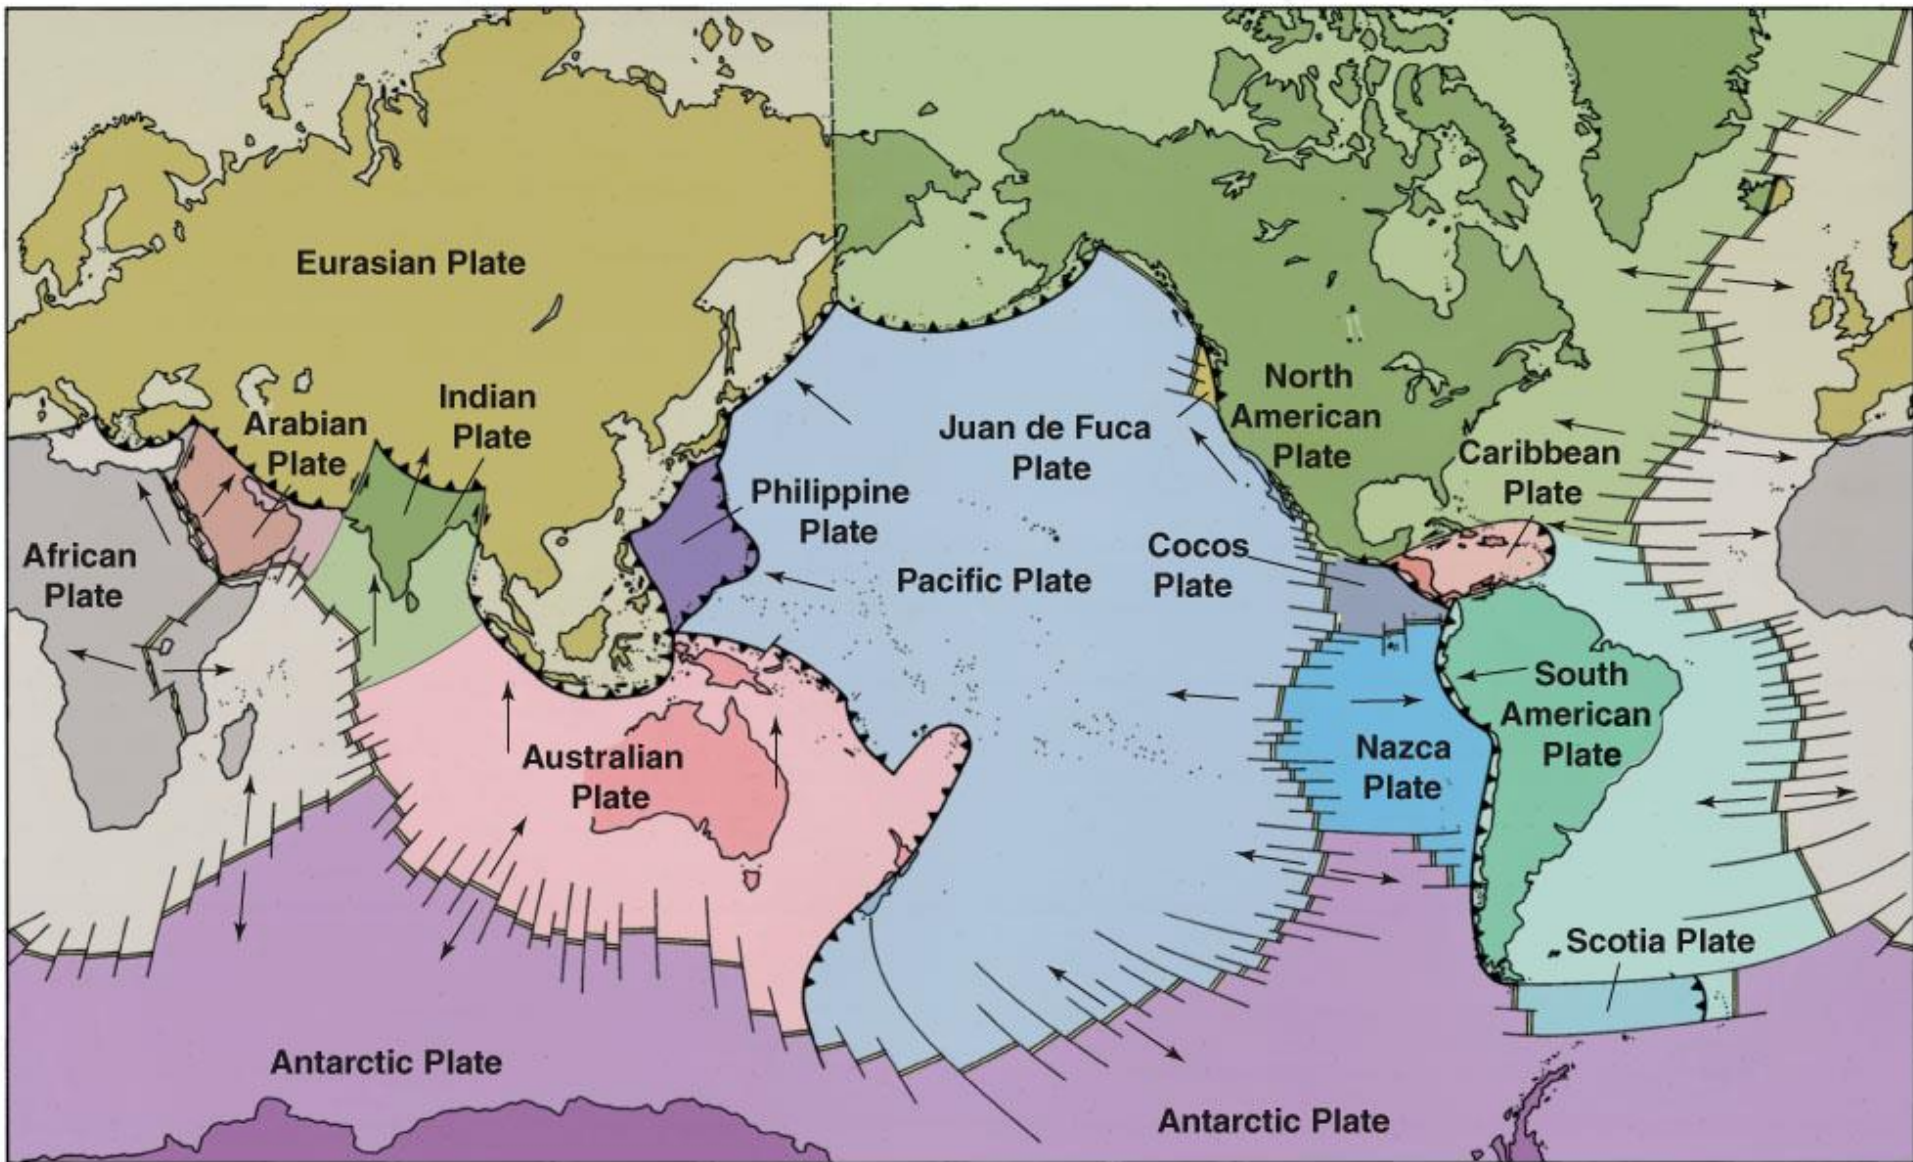 Eurasian Plate
Arabian
Plate
Indian
Plate
African
Plate
Philippine
Plate
Juan de Fuca
Plate
North
American
Plate
Caribbean
Plate
Cocos
Plate
Pacific Plate
Australian
Plate
Nazca
Plate
South
American
Plate
Scotia Plate
Antarctic Plate
Antarctic Plate